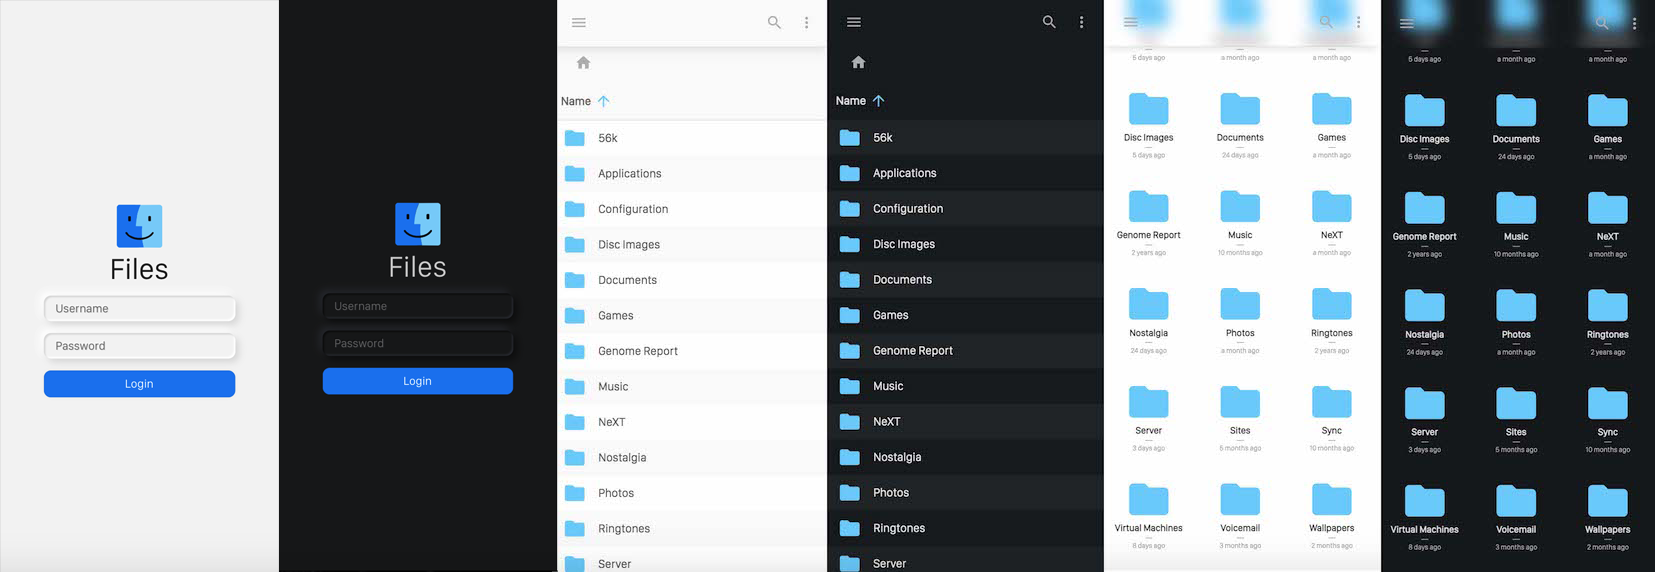 Files
Username
Password
Login
Files
Username
Password
Login
Name
56k
Applications
Configuration
Disc Images
Documents
Games
Genome Report
Music
NeXT
Nostalgia
Photos
Ringtones
Server
Name
56k
Applications
Configuration
Disc Images
Documents
Games
Genome Report
Music
NeXT
Nostalgia
Photos
Ringtones
Server
5 days ago a month ago a month ago
Disc Images Documents Games
— — —
5 days ago 24 days ago a month ago
Genome Report Music NeXT
— — —
2 years ago 10 months ago a month ago
Nostalgia Photos Ringtones
— — —
24 days ago a month ago 2 years ago
Server Sites Sync
— — —
3 days ago 5 months ago 10 months ago
Virtual Machines Voicemail Wallpapers
— — —
8 days ago 3 months ago 2 months ago
5 days ago a month ago a month ago
Disc Images Documents Games
— — —
5 days ago 24 days ago a month ago
Genome Report Music NeXT
— — —
2 years ago 10 months ago a month ago
Nostalgia Photos Ringtones
— — —
24 days ago a month ago 2 years ago
Server Sites Sync
— — —
3 days ago 5 months ago 10 months ago
Virtual Machines Voicemail Wallpapers
— — —
8 days ago 3 months ago 2 months ago